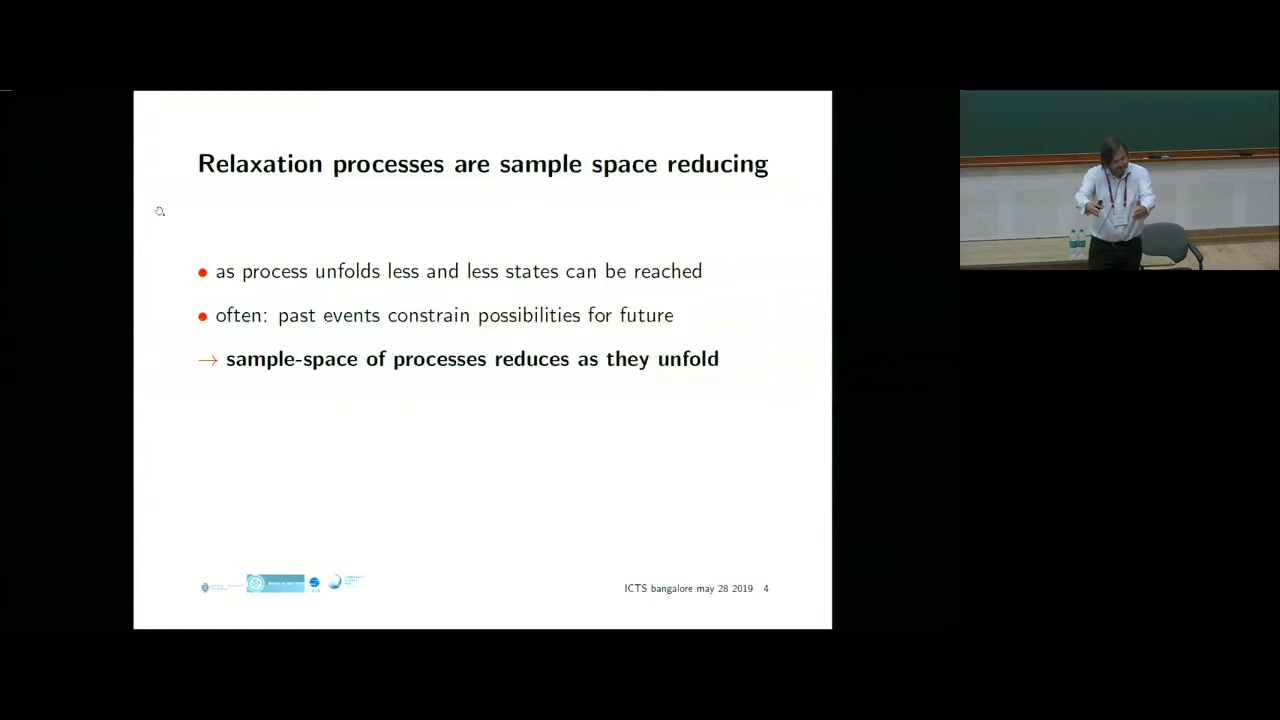 Relaxation processes are sample space reducing
● as process unfolds less and less states can be reached
● often: past events constrain possibilities for future
→ sample-space of processes reduces as they unfold
ICTS bangalore may 28 2019 4